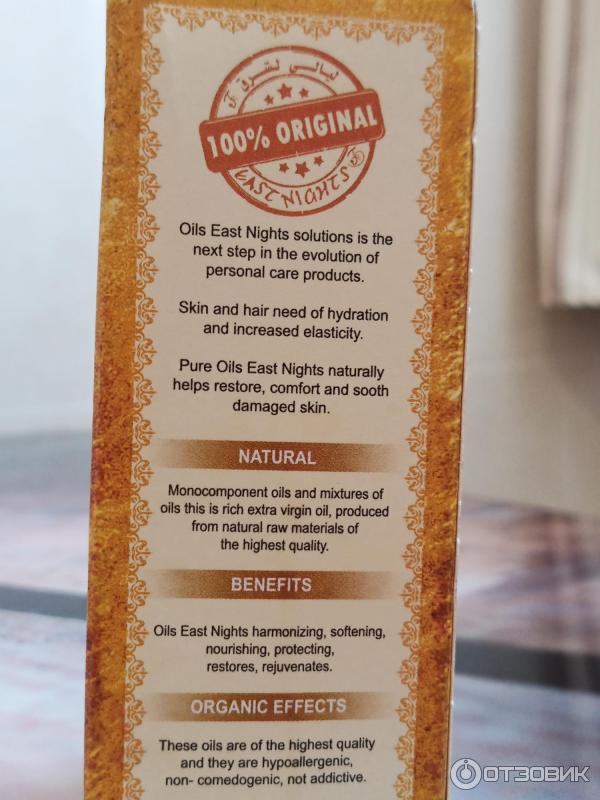 ليالي لشرق آ
100% ORIGINAL
EAST NIGHTS
Oils East Nights solutions is the
next step in the evolution of
personal care products.
Skin and hair need of hydration
and increased elasticity.
Pure Oils East Nights naturally
helps restore, comfort and sooth
damaged skin.
NATURAL
Monocomponent oils and mixtures of
oils this is rich extra virgin oil, produced
from natural raw materials of
the highest quality.
BENEFITS
Oils East Nights harmonizing, softening,
nourishing, protecting,
restores, rejuvenates.
ORGANIC EFFECTS
These oils are of the highest quality
and they are hypoallergenic,
non- comedogenic, not addictive.
ОТЗОВИК